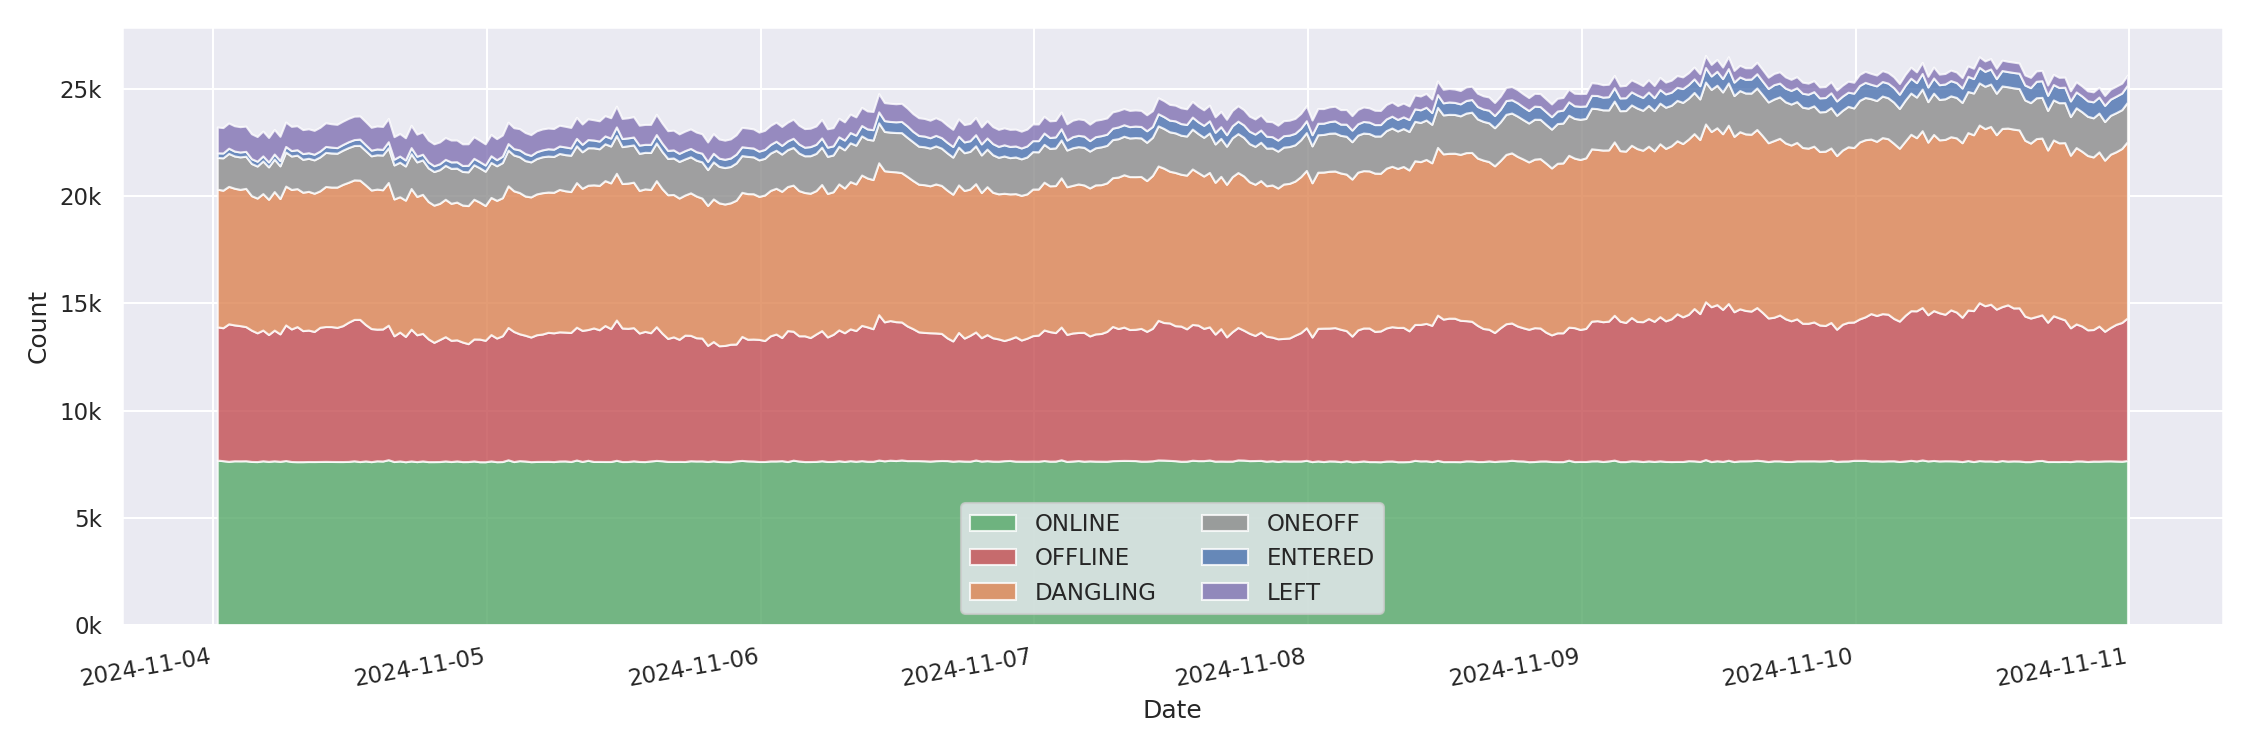 25k
20k
15k
10k
5k
0k
Count
ONLINE
OFFLINE
DANGLING
ONEOFF
ENTERED
LEFT
2024-11-04
2024-11-05
2024-11-06
2024-11-07
2024-11-08
2024-11-09
2024-11-10
2024-11-11
Date